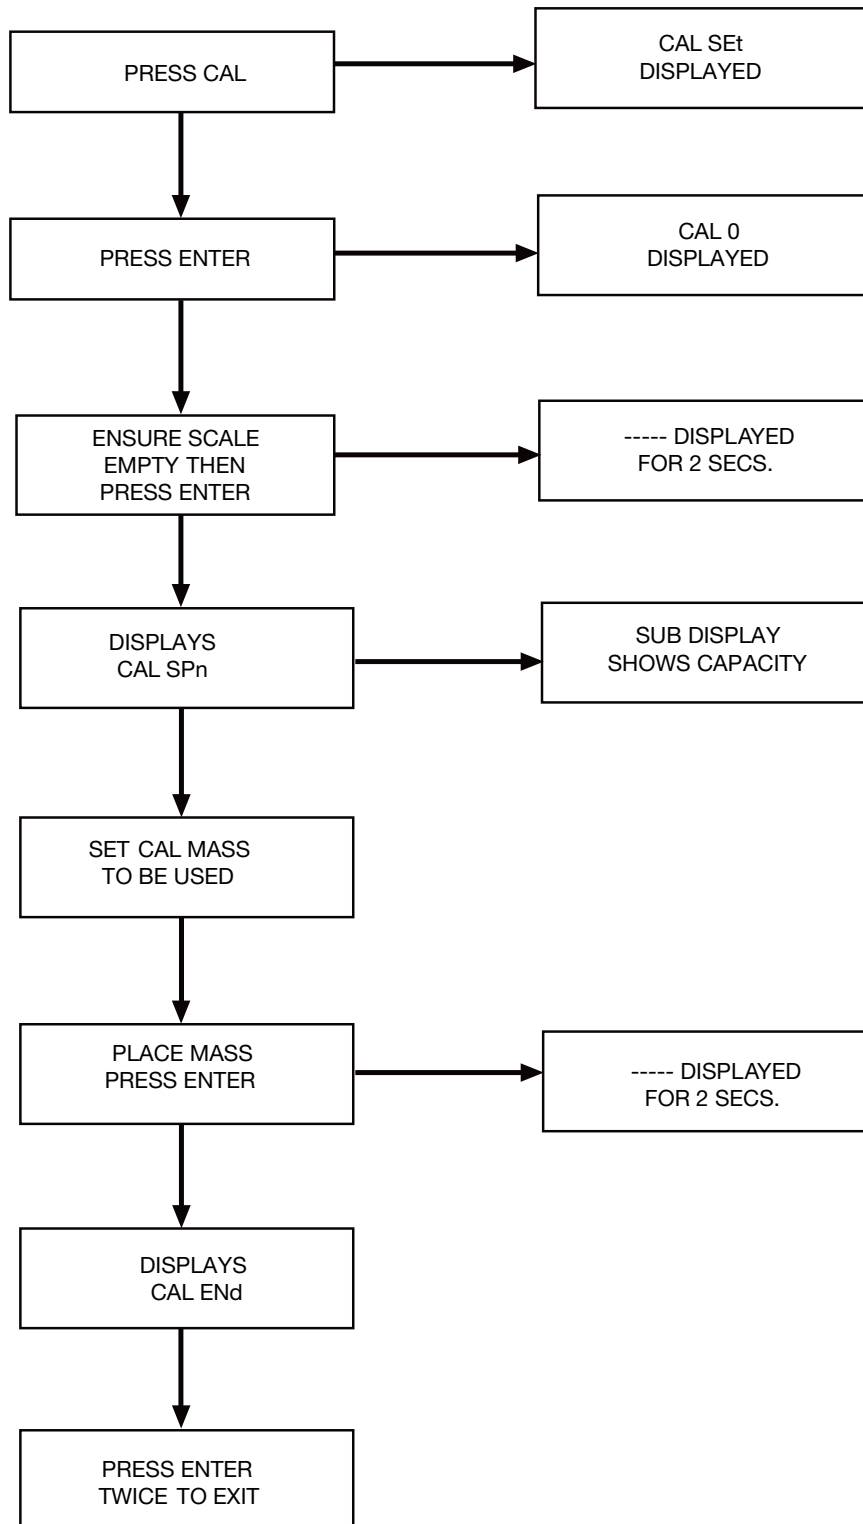 PRESS CAL
CAL SEt
DISPLAYED
PRESS ENTER
CAL 0
DISPLAYED
ENSURE SCALE
EMPTY THEN
PRESS ENTER
----- DISPLAYED
FOR 2 SECS.
DISPLAYS
CAL SPn
SUB DISPLAY
SHOWS CAPACITY
SET CAL MASS
TO BE USED
PLACE MASS
PRESS ENTER
----- DISPLAYED
FOR 2 SECS.
DISPLAYS
CAL ENd
PRESS ENTER
TWICE TO EXIT